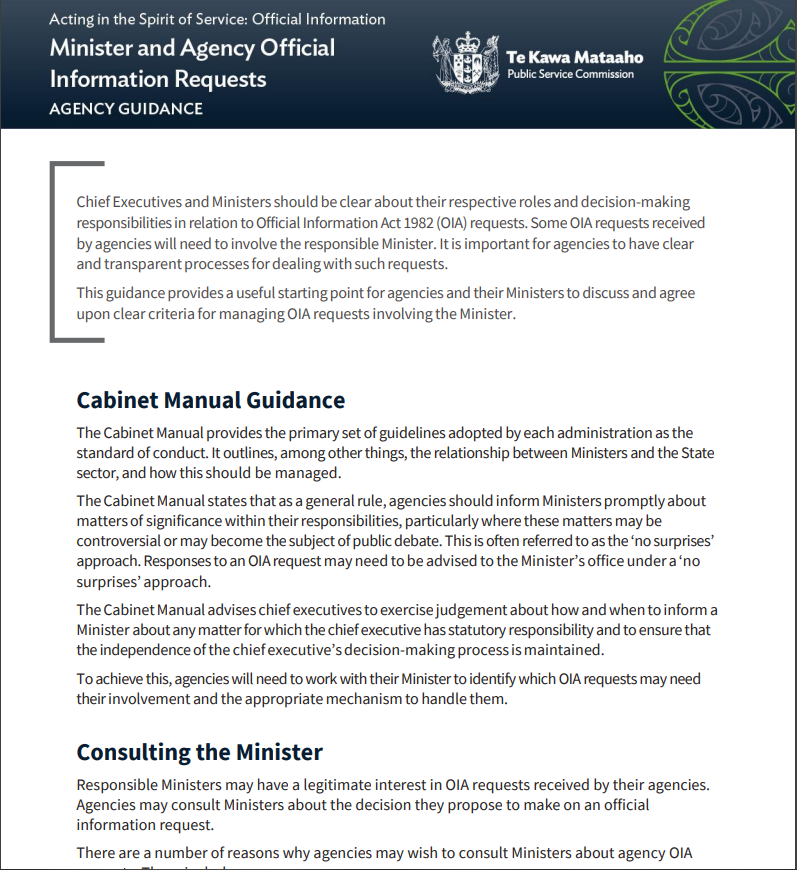 Acting in the Spirit of Service: Official Information
Minister and Agency Official
Information Requests
AGENCY GUIDANCE
Te Kawa Mataaho
Public Service Commission
Chief Executives and Ministers should be clear about their respective roles and decision-making
responsibilities in relation to Official Information Act 1982 (OIA) requests. Some OIA requests received
by agencies will need to involve the responsible Minister. It is important for agencies to have clear
and transparent processes for dealing with such requests.
This guidance provides a useful starting point for agencies and their Ministers to discuss and agree
upon clear criteria for managing OIA requests involving the Minister.
Cabinet Manual Guidance
The Cabinet Manual provides the primary set of guidelines adopted by each administration as the
standard of conduct. It outlines, among other things, the relationship between Ministers and the State
sector, and how this should be managed.
The Cabinet Manual states that as a general rule, agencies should inform Ministers promptly about
matters of significance within their responsibilities, particularly where these matters may be
controversial or may become the subject of public debate. This is often referred to as the ‘no surprises’
approach. Responses to an OIA request may need to be advised to the Minister’s office under a ‘no
surprises’ approach.
The Cabinet Manual advises chief executives to exercise judgement about how and when to inform a
Minister about any matter for which the chief executive has statutory responsibility and to ensure that
the independence of the chief executive’s decision-making process is maintained.
To achieve this, agencies will need to work with their Minister to identify which OIA requests may need
their involvement and the appropriate mechanism to handle them.
Consulting the Minister
Responsible Ministers may have a legitimate interest in OIA requests received by their agencies.
Agencies may consult Ministers about the decision they propose to make on an official
information request.
There are a number of reasons why agencies may wish to consult Ministers about agency OIA